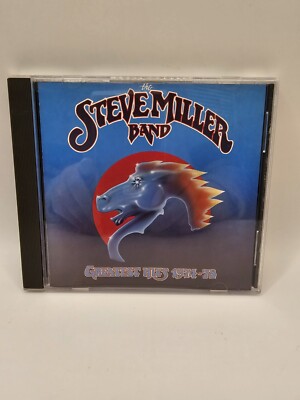 the
STEVE MILLER
BAND
GREATEST HITS 1974-78